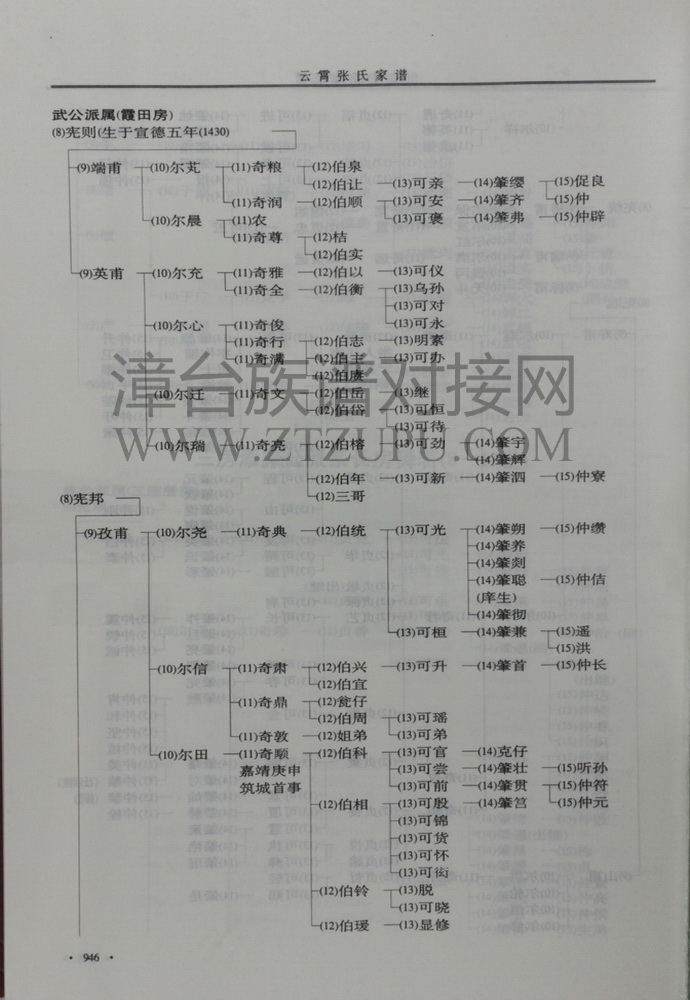 云霄张氏家谱
武公派属(霞田房)
(8)宪则(生于宣德五年(1430)
(9)端甫 (10)尔芄 (11)奇粮 (12)伯泉
(12)伯让 (13)可亲 (14)肇缨 (15)促良
(11)奇润 (12)伯顺 (13)可安 (14)肇齐 (15)仲
(10)尔晨 (11)农 (13)可褒 (14)肇弗 (15)仲辟
(11)奇尊 (12)桔
(12)伯实
(9)英甫 (10)尔充 (11)奇雅 (12)伯以 (13)可仪
(11)奇全 (12)伯衡 (13)乌孙
(13)可对
(13)可永
(10)尔心 (11)奇俊
(11)奇行 (12)伯志 (13)明素
(11)奇满 (12)伯主 (13)可办
(12)伯赓
(10)尔迁 (11)奇文 (12)伯岳 (13)继
(12)伯岱 (13)可恒
(13)可待
(10)尔瑞 (11)奇亮 (12)伯榕 (13)可劲 (14)肇宇
(14)肇辉
(12)伯年 (13)可新 (14)肇泗 (15)仲寮
(12)三哥
(8)宪邦
(9)孜甫 (10)尔尧 (11)奇典 (12)伯统 (13)可光 (14)肇朔 (15)仲缵
(14)肇养
(14)肇剡
(14)肇聪 (15)仲佶
(庠生)
(14)肇彻
(13)可桓 (14)肇兼 (15)遥
(15)洪
(10)尔信 (11)奇肃 (12)伯兴 (13)可升 (14)肇首 (15)仲长
(12)伯宜
(11)奇鼎 (12)瓮仔
(12)伯周 (13)可瑶
(11)奇敦 (12)姐弟 (13)可弟
(10)尔田 (11)奇顺 (12)伯科 (13)可官 (14)克仔
嘉靖庚申 (13)可尝 (14)肇壮 (15)听孙
筑城首事 (13)可前 (14)肇贯 (15)仲符
(12)伯相 (13)可殷 (14)肇笃 (15)仲元
(13)可锦
(13)可货
(13)可怀
(13)可衒
(12)伯铃 (13)脱
(13)可晓
(12)伯瑗 (13)显修
· 946 ·
漳台族谱对接网
WWW.ZTZUPU.COM